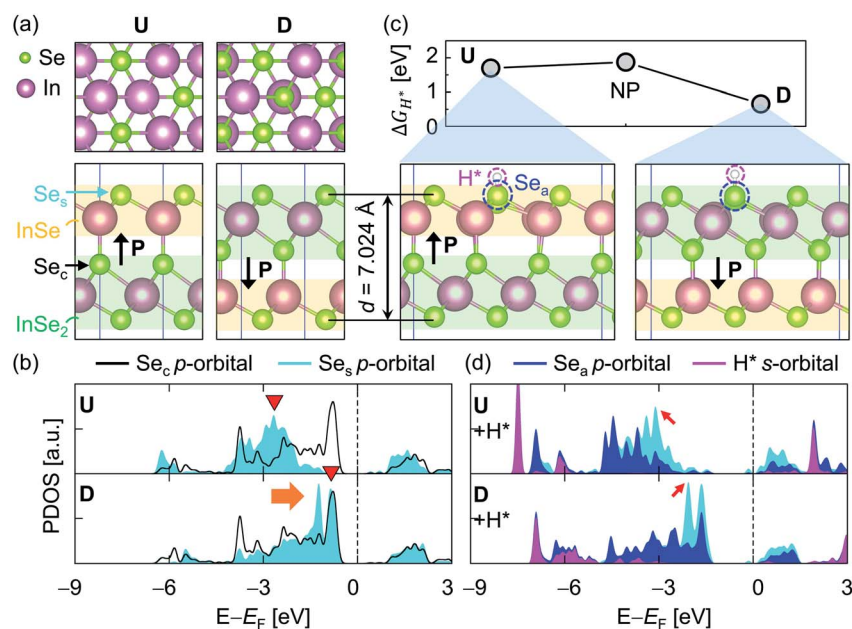 (a) U D
Se
In
Se_s
InSe
Se_c
InSe₂
P
P
(c)
ΔG_H* [eV]
2
1
0
U
NP
D
H*
Se_a
d = 7.024 Å
P
P
(b)
Se_c p-orbital
Se_s p-orbital
U
D
PDOS [a.u.]
−9 −6 −3 0 3
E−E_F [eV]
(d)
Se_a p-orbital
H* s-orbital
U
+H*
D
+H*
−9 −6 −3 0 3
E−E_F [eV]